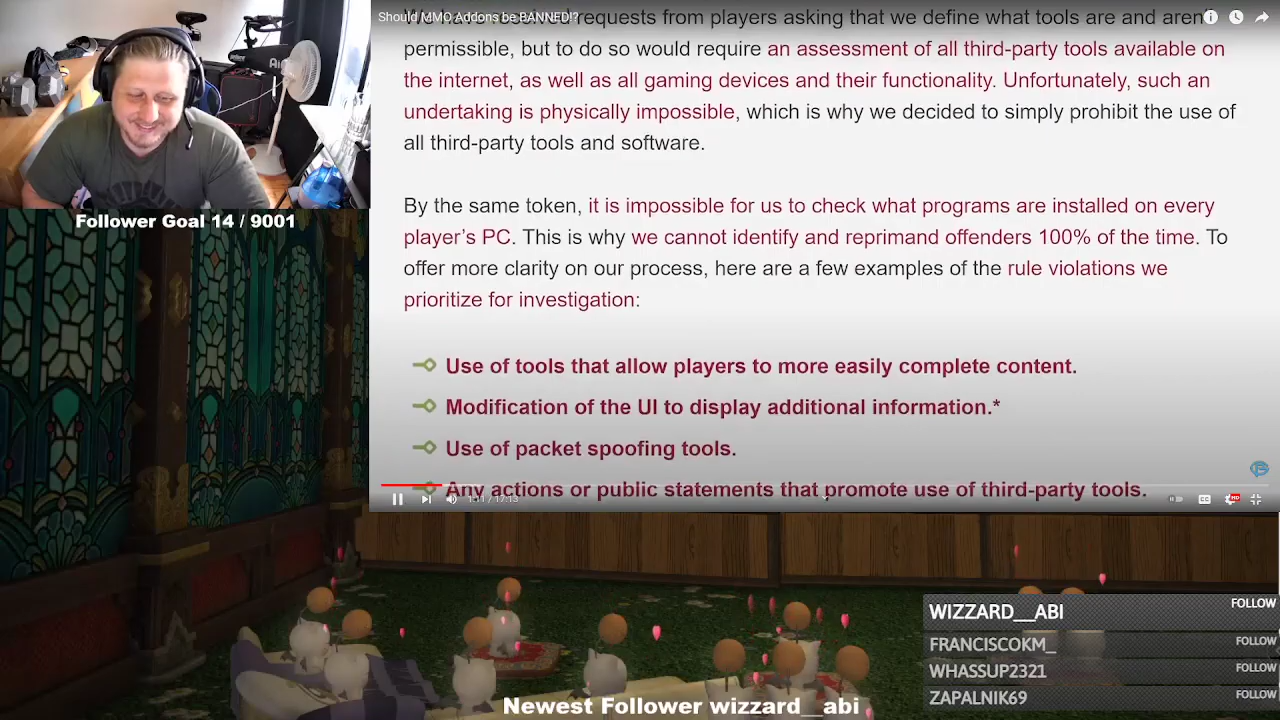 Should MMO Addons be BANNED!?
requests from players asking that we define what tools are and aren
permissible, but to do so would require an assessment of all third-party tools available on
the internet, as well as all gaming devices and their functionality. Unfortunately, such an
undertaking is physically impossible, which is why we decided to simply prohibit the use of
all third-party tools and software.
By the same token, it is impossible for us to check what programs are installed on every
player's PC. This is why we cannot identify and reprimand offenders 100% of the time. To
offer more clarity on our process, here are a few examples of the rule violations we
prioritize for investigation:
Use of tools that allow players to more easily complete content.
Modification of the UI to display additional information.*
Use of packet spoofing tools.
Any actions or public statements that promote use of third-party tools.
/ 17:13
HD
Follower Goal 14 / 9001
WIZZARD__ABI FOLLOW
FRANCISCOKM_ FOLLOW
WHASSUP2321 FOLLOW
ZAPALNIK69 FOLLOW
Newest Follower wizzard__abi